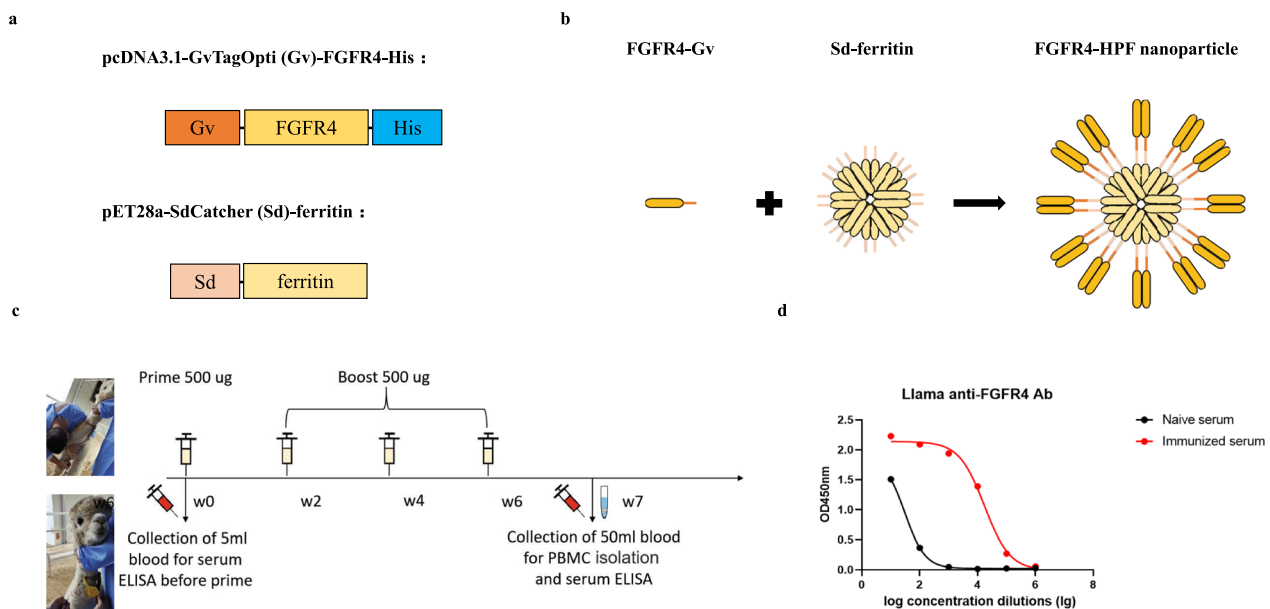 a
pcDNA3.1-GvTagOpti (Gv)-FGFR4-His :
Gv FGFR4 His
pET28a-SdCatcher (Sd)-ferritin :
Sd ferritin
b
FGFR4-Gv Sd-ferritin FGFR4-HPF nanoparticle
c
Prime 500 ug Boost 500 ug
w6
w0 w2 w4 w6 w7
Collection of 5ml
blood for serum
ELISA before prime
Collection of 50ml blood
for PBMC isolation
and serum ELISA
d
Llama anti-FGFR4 Ab
Naive serum
Immunized serum
OD450nm
2.5
2.0
1.5
1.0
0.5
0.0
0 2 4 6 8
log concentration dilutions (lg)